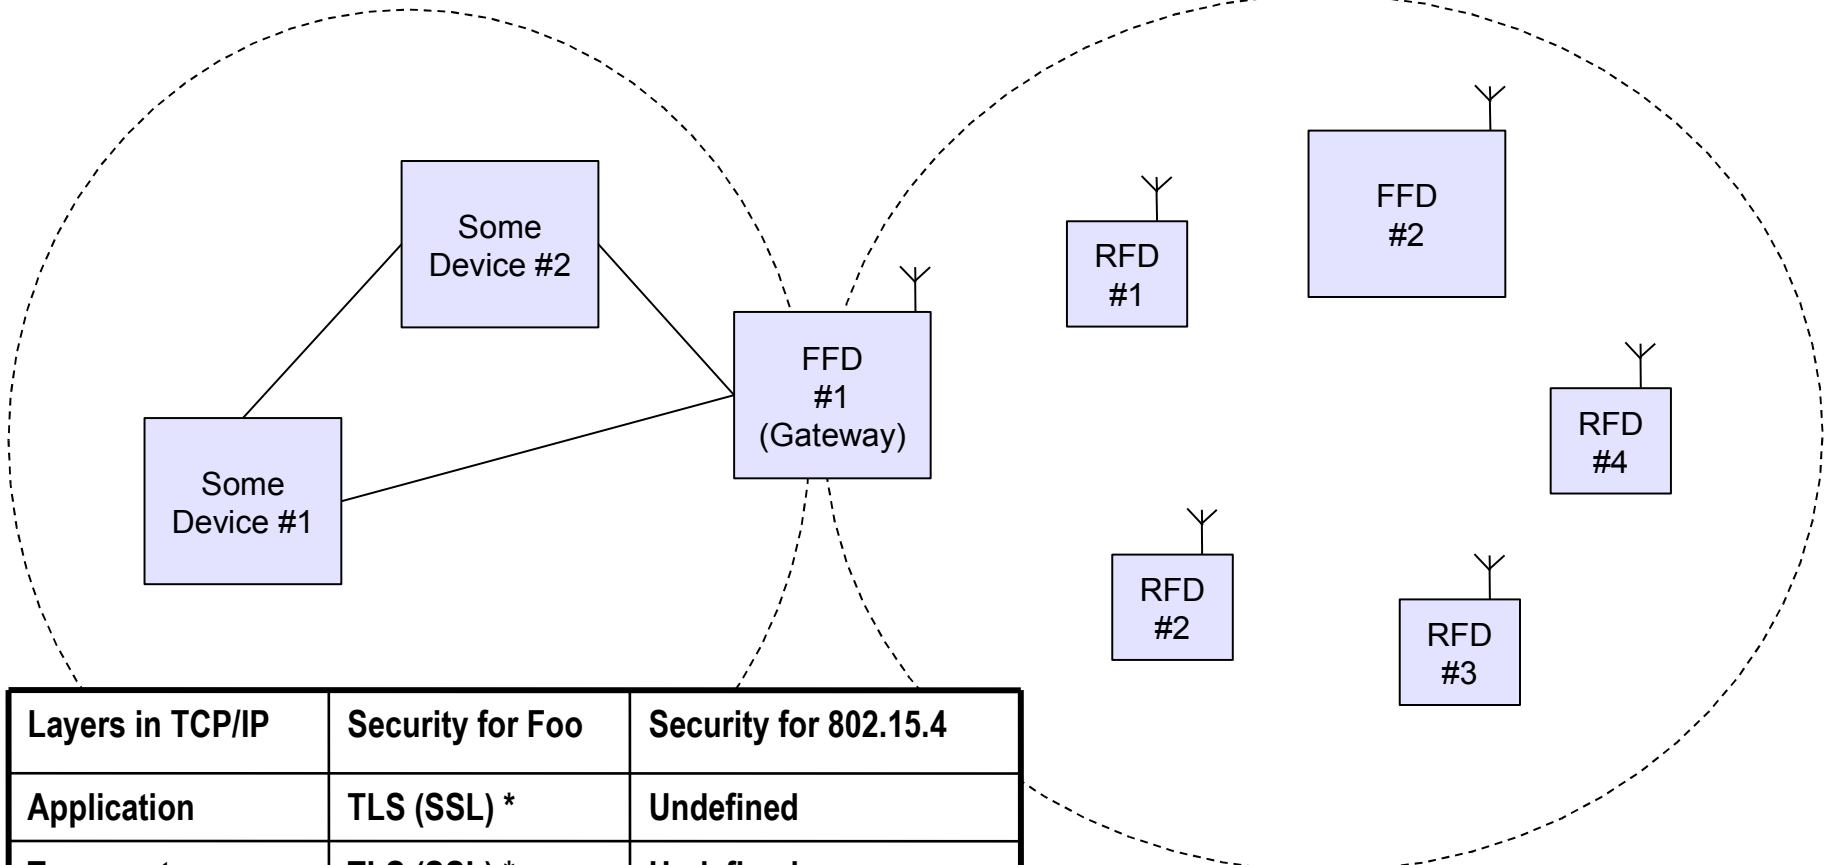 FFD
#2
Some
Device #2
RFD
#1
FFD
#1
(Gateway)
RFD
#4
Some
Device #1
RFD
#2
RFD
#3
Layers in TCP/IP Security for Foo Security for 802.15.4
Application TLS (SSL) * Undefined